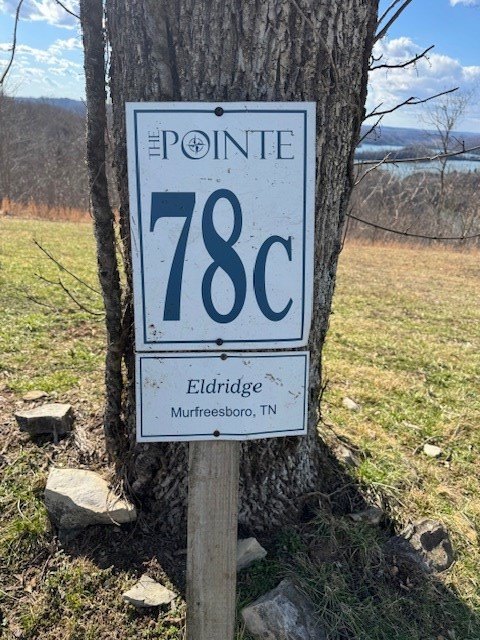 THE POINTE
78c
Eldridge
Murfreesboro, TN